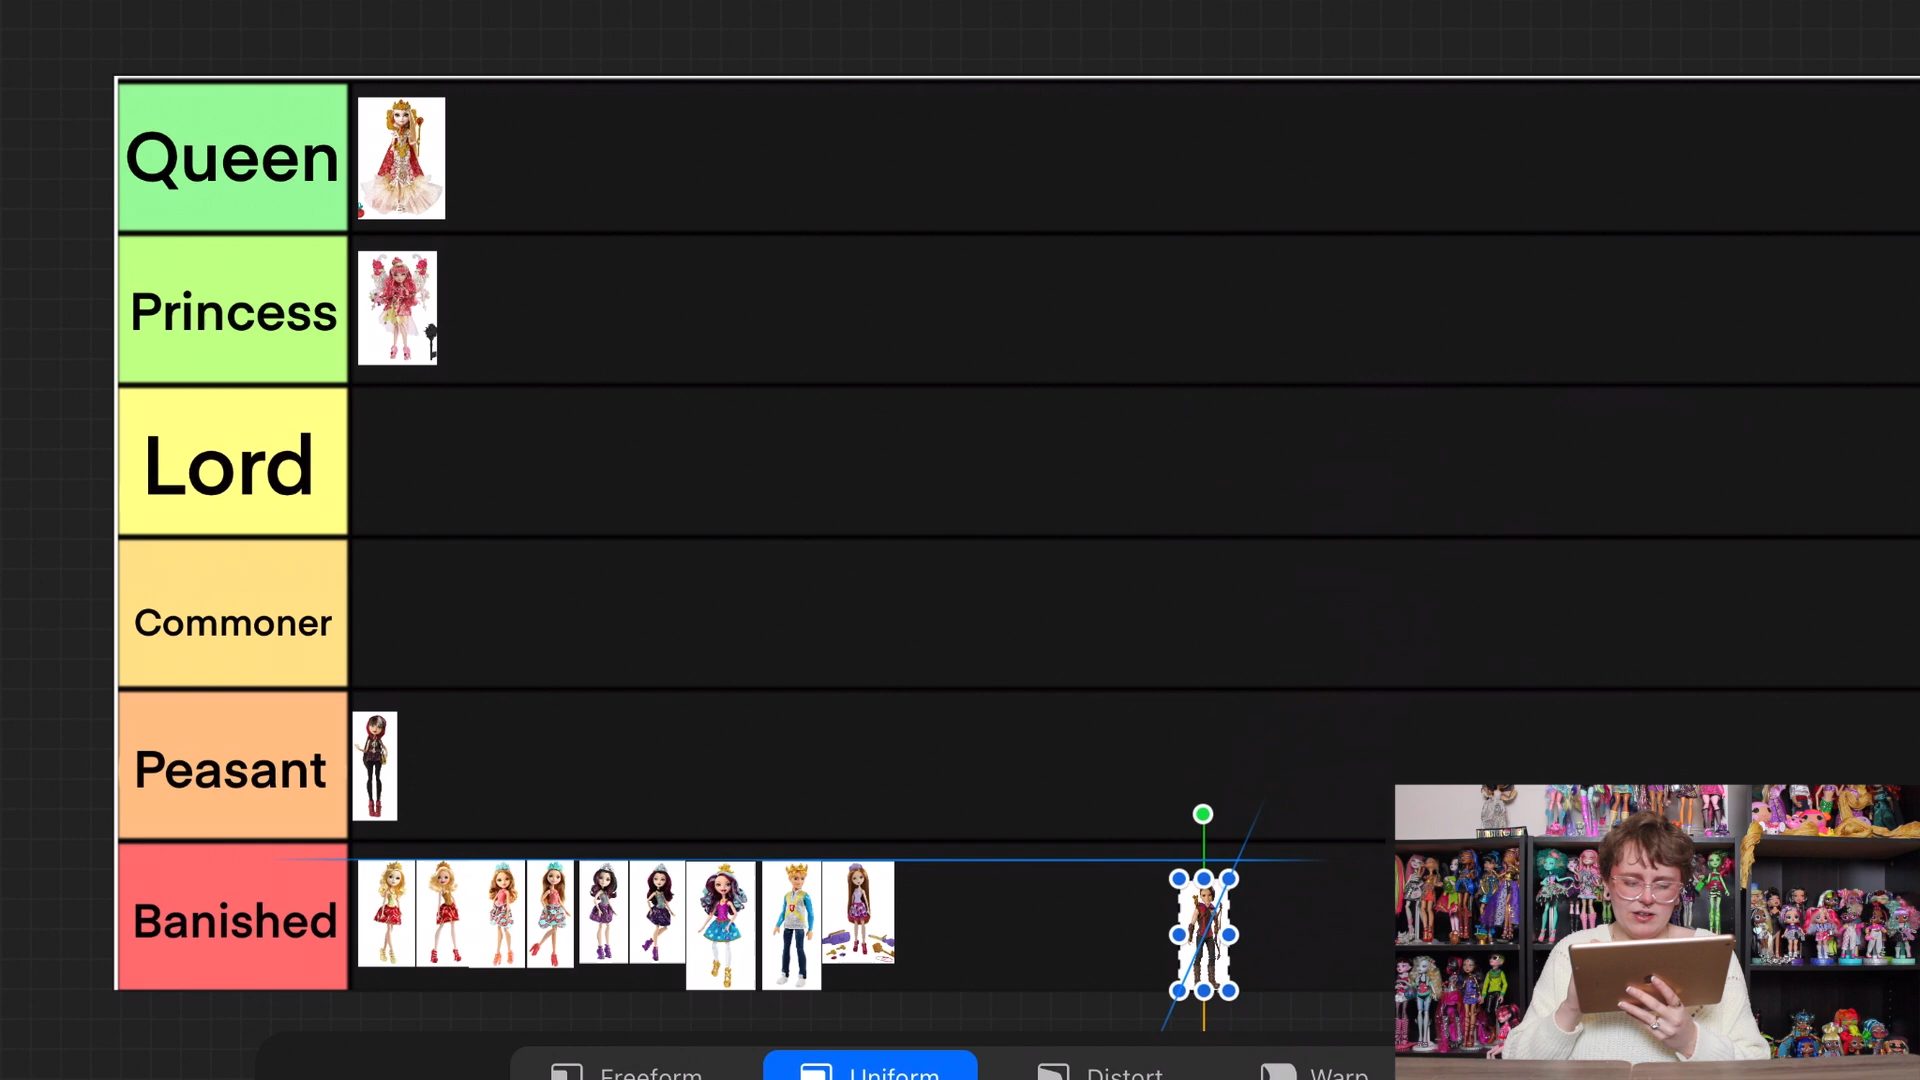 Queen
Princess
Lord
Commoner
Peasant
Banished
Freeform
Uniform
Distort
Warp